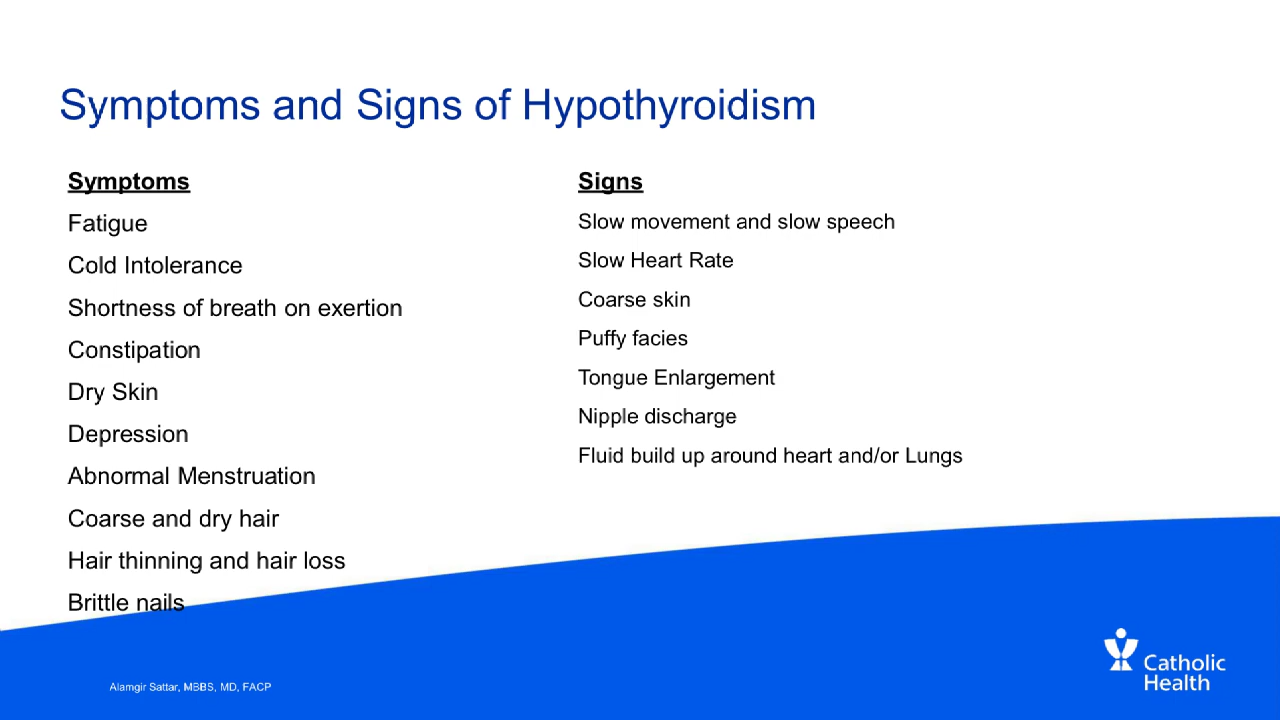 Symptoms and Signs of Hypothyroidism
Symptoms
Fatigue
Cold Intolerance
Shortness of breath on exertion
Constipation
Dry Skin
Depression
Abnormal Menstruation
Coarse and dry hair
Hair thinning and hair loss
Brittle nails
Signs
Slow movement and slow speech
Slow Heart Rate
Coarse skin
Puffy facies
Tongue Enlargement
Nipple discharge
Fluid build up around heart and/or Lungs
Alamgir Sattar, MBBS, MD, FACP
Catholic
Health